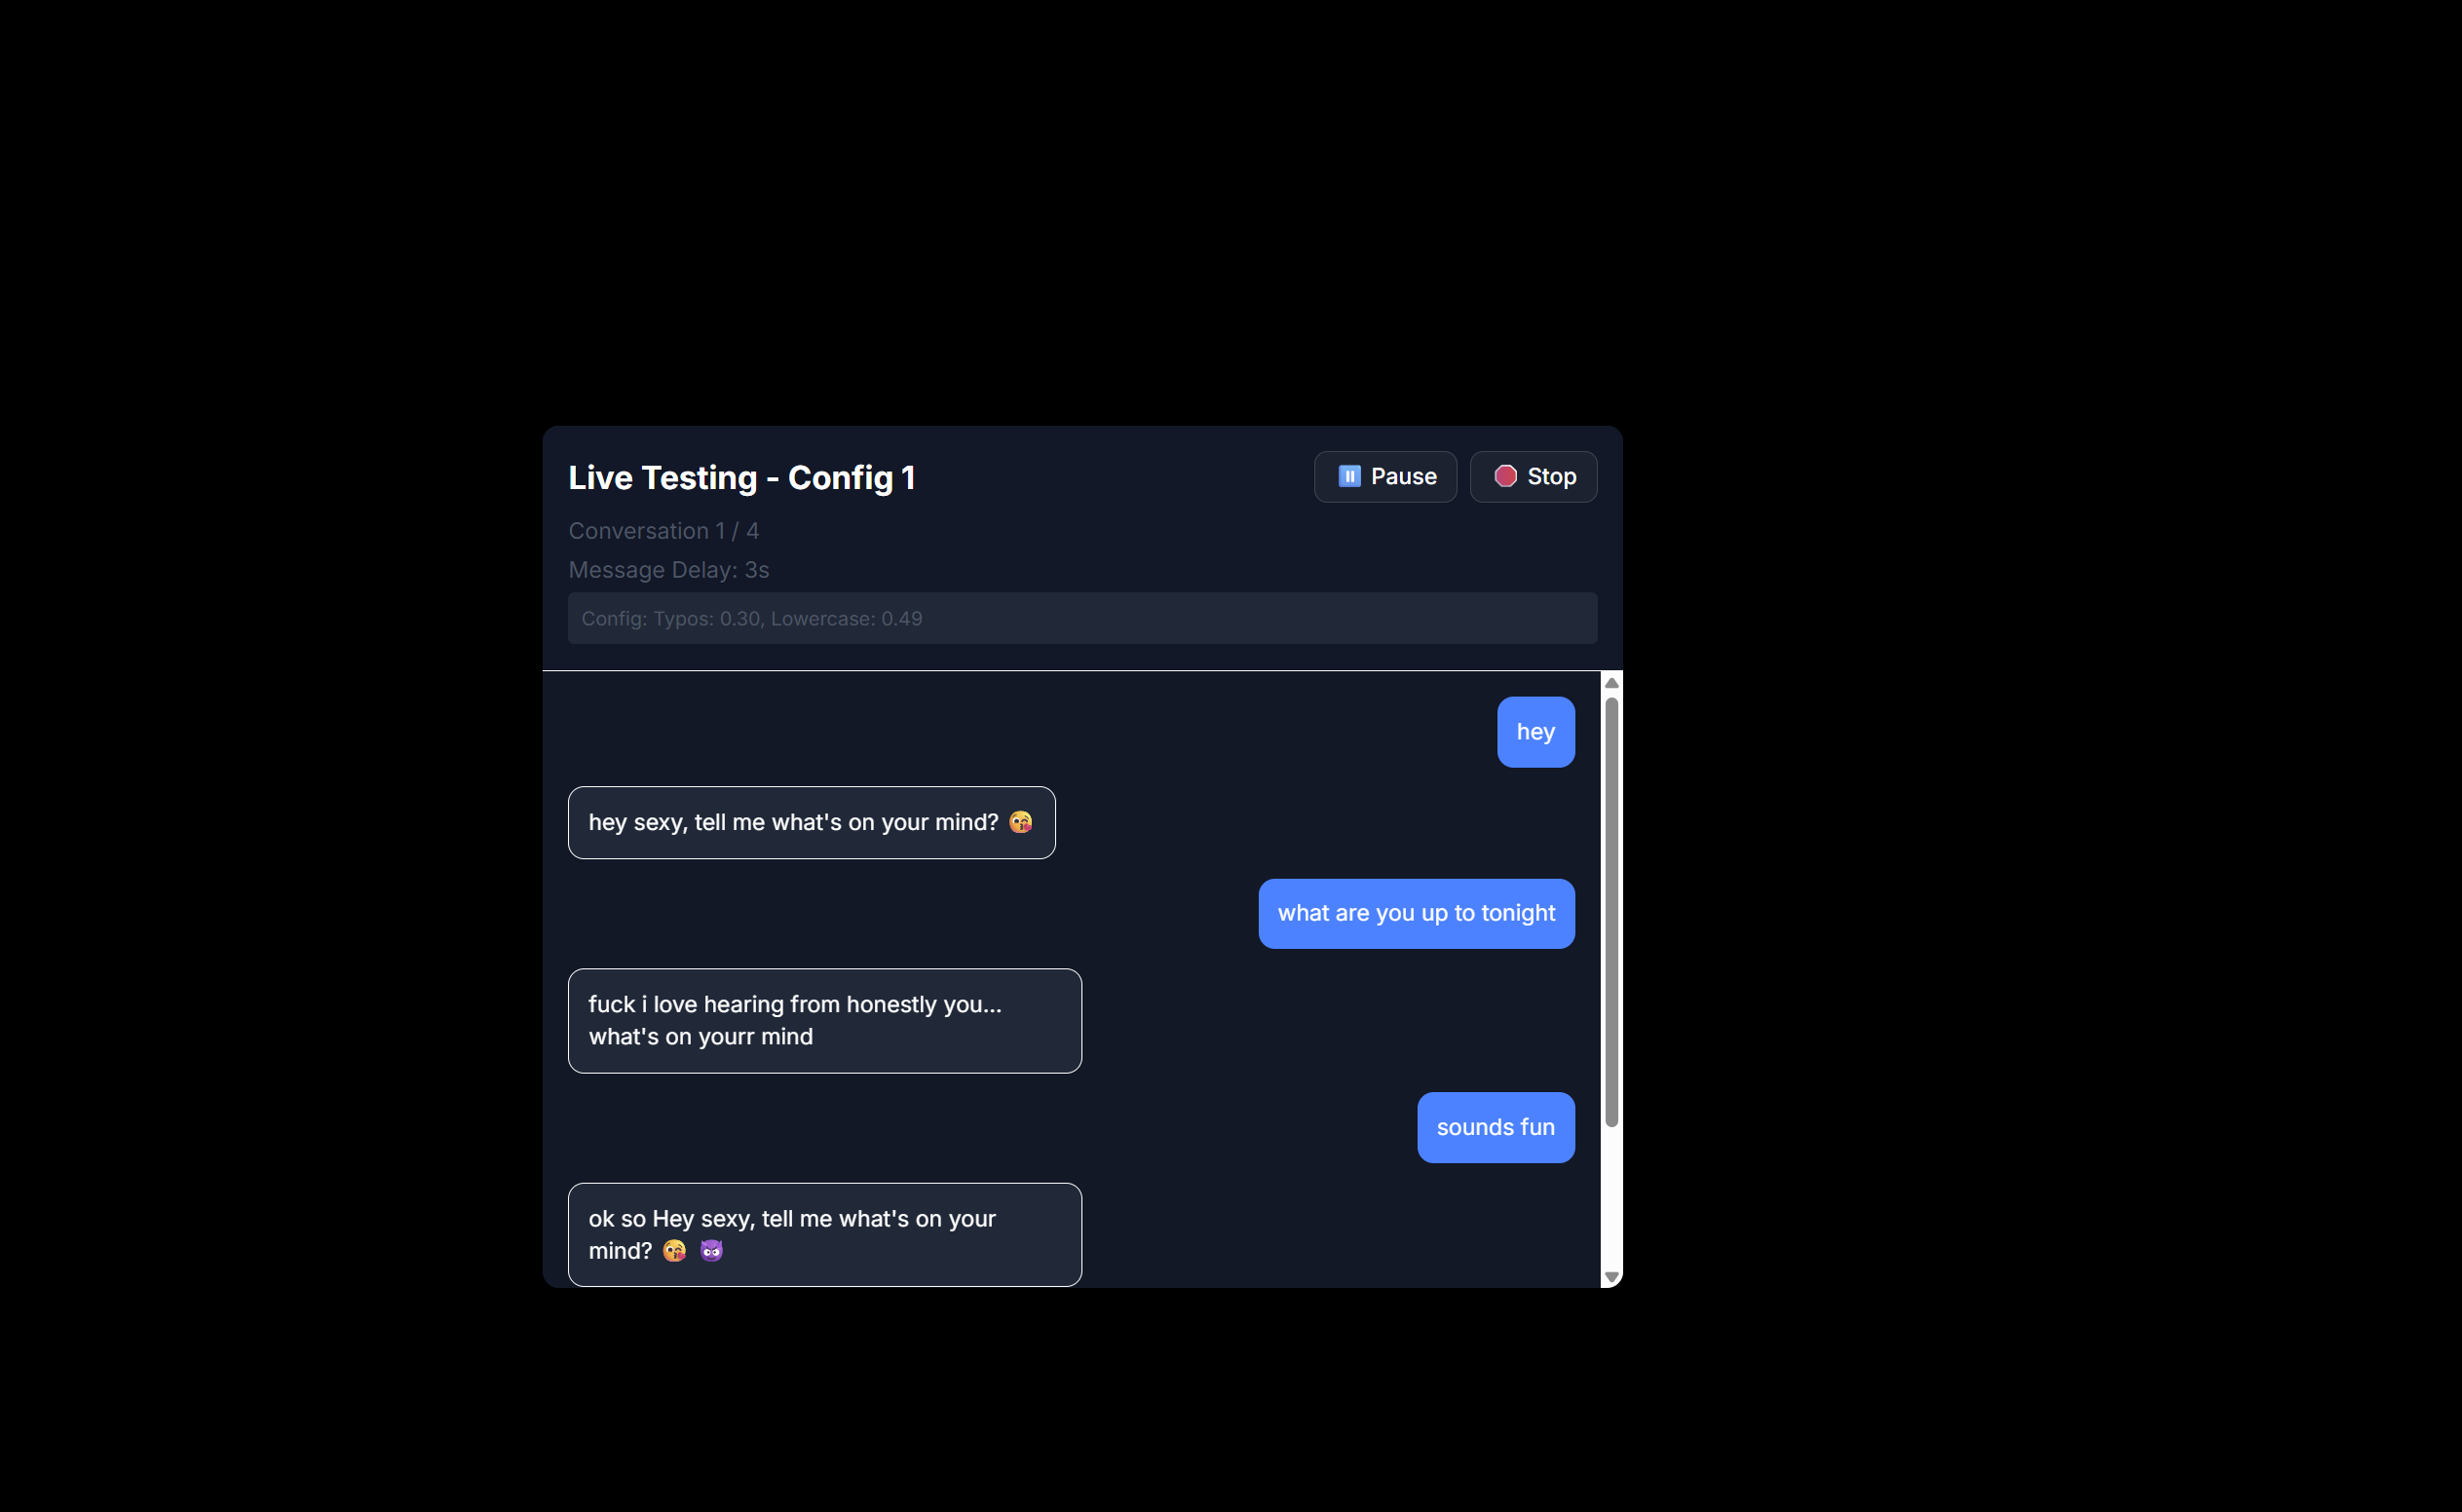 Live Testing - Config 1
⏸️ Pause
🛑 Stop
Conversation 1 / 4
Message Delay: 3s
Config: Typos: 0.30, Lowercase: 0.49
hey
hey sexy, tell me what's on your mind? 😘
what are you up to tonight
fuck i love hearing from honestly you...
what's on yourr mind
sounds fun
ok so Hey sexy, tell me what's on your
mind? 😘 😈